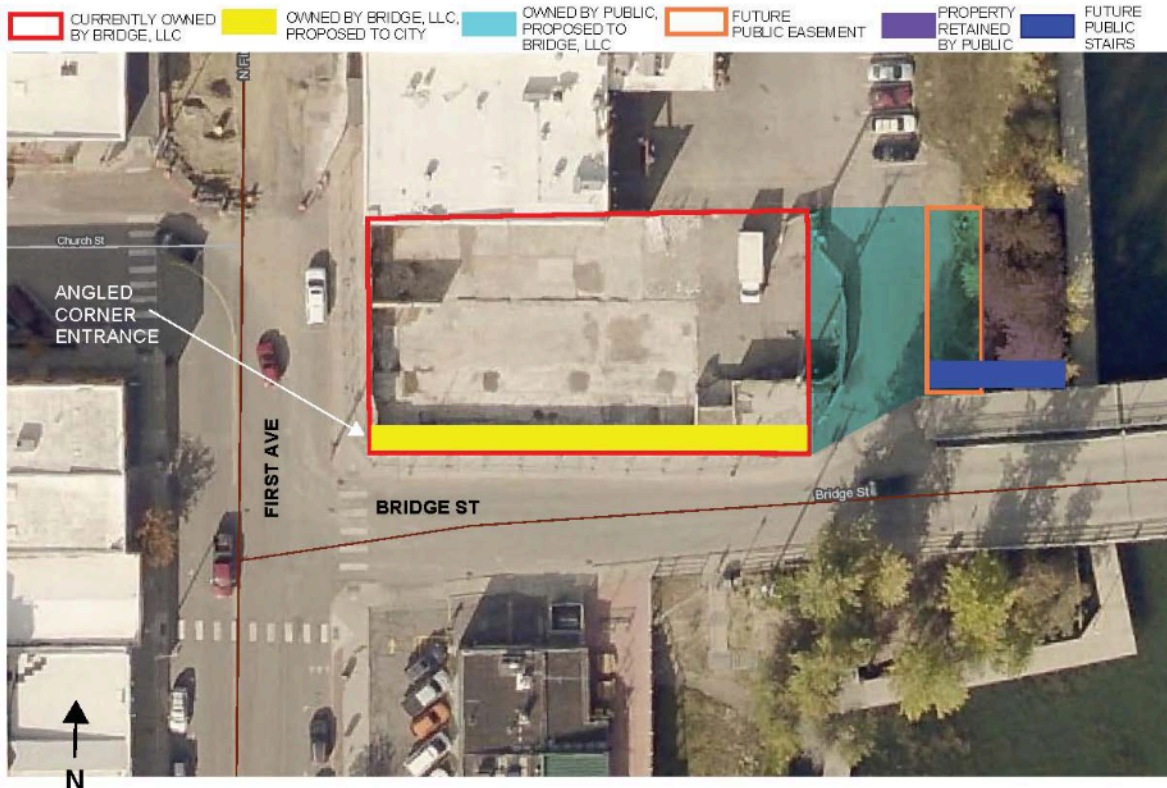 CURRENTLY OWNED
BY BRIDGE, LLC
OWNED BY BRIDGE, LLC,
PROPOSED TO CITY
OWNED BY PUBLIC,
PROPOSED TO
BRIDGE, LLC
FUTURE
PUBLIC EASEMENT
PROPERTY
RETAINED
BY PUBLIC
FUTURE
PUBLIC
STAIRS
Church St
ANGLED
CORNER
ENTRANCE
FIRST AVE
BRIDGE ST
Bridge St
N